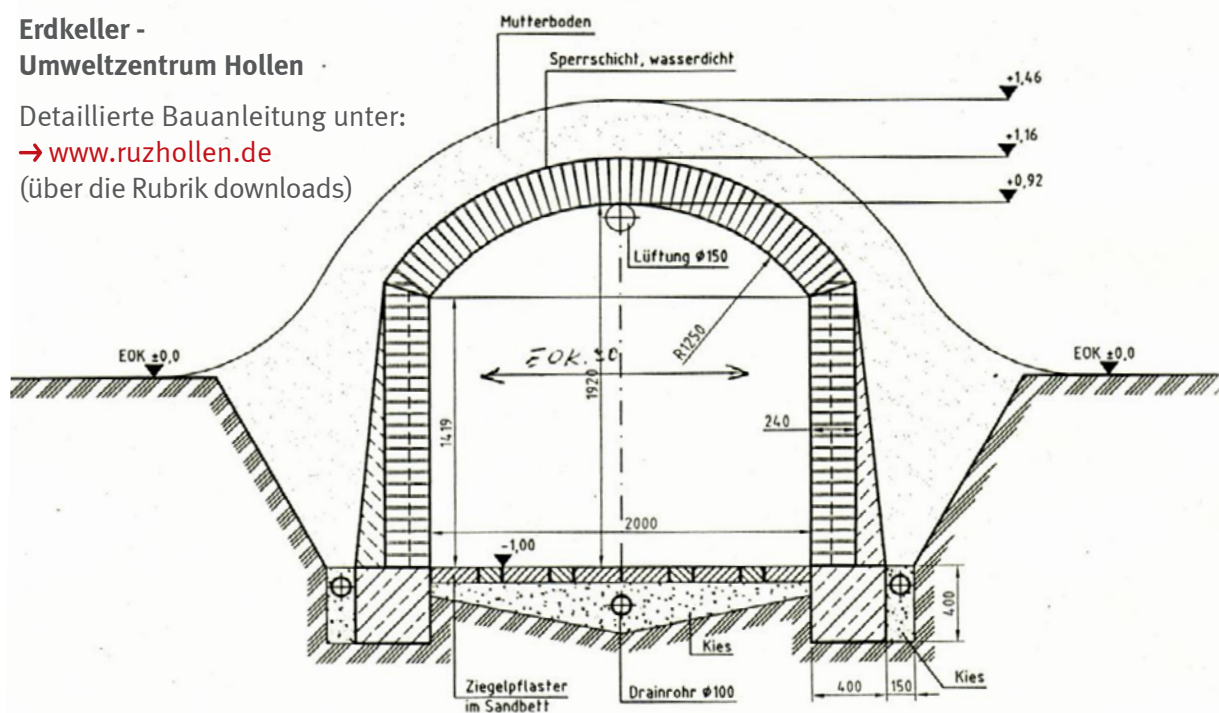 Erdkeller -
Umweltzentrum Hollen
Detaillierte Bauanleitung unter:
→ www.ruzhollen.de
(über die Rubrik downloads)
Mutterboden
Sperrschicht, wasserdicht
+1,46
+1,16
+0,92
Lüftung ø150
R1250
EOK ±0,0
EOK ±0
EOK ±0,0
1419
1920
240
2000
-1,00
400
Kies
Ziegelpflaster
im Sandbett
Drainrohr ø100
400
150
Kies